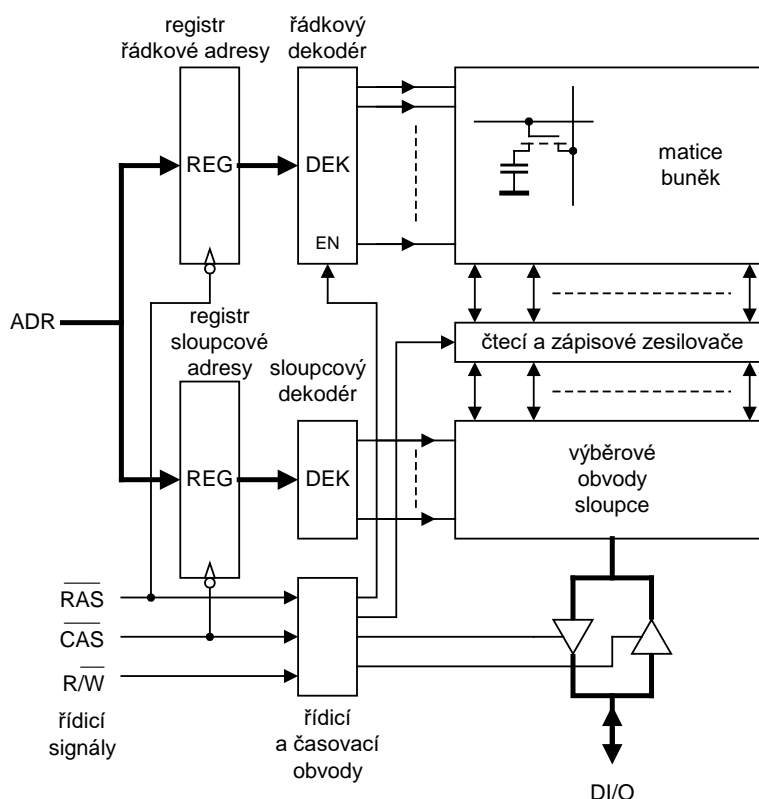 registr
řádkové adresy
řádkový
dekodér
REG
DEK
EN
matice
buněk
ADR
registr
sloupcové
adresy
sloupcový
dekodér
čtecí a zápisové zesilovače
REG
DEK
výběrové
obvody
sloupce
RAS
CAS
R/W
řídicí
signály
řídicí
a časovací
obvody
DI/O